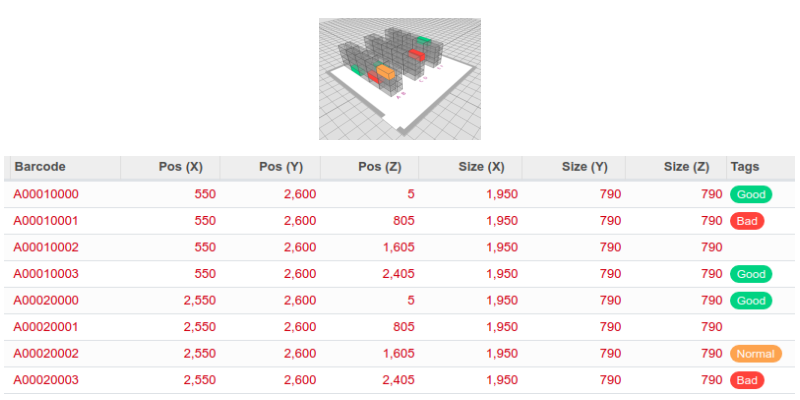 Barcode Pos (X) Pos (Y) Pos (Z) Size (X) Size (Y) Size (Z) Tags
A00010000 550 2,600 5 1,950 790 790 Good
A00010001 550 2,600 805 1,950 790 790 Bad
A00010002 550 2,600 1,605 1,950 790 790
A00010003 550 2,600 2,405 1,950 790 790 Good
A00020000 2,550 2,600 5 1,950 790 790 Good
A00020001 2,550 2,600 805 1,950 790 790
A00020002 2,550 2,600 1,605 1,950 790 790 Normal
A00020003 2,550 2,600 2,405 1,950 790 790 Bad